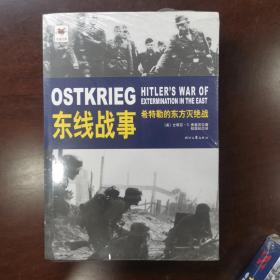 OSTKRIEG
HITLER'S WAR OF
EXTERMINATION IN THE EAST
东线战事
希特勒的东方灭绝战